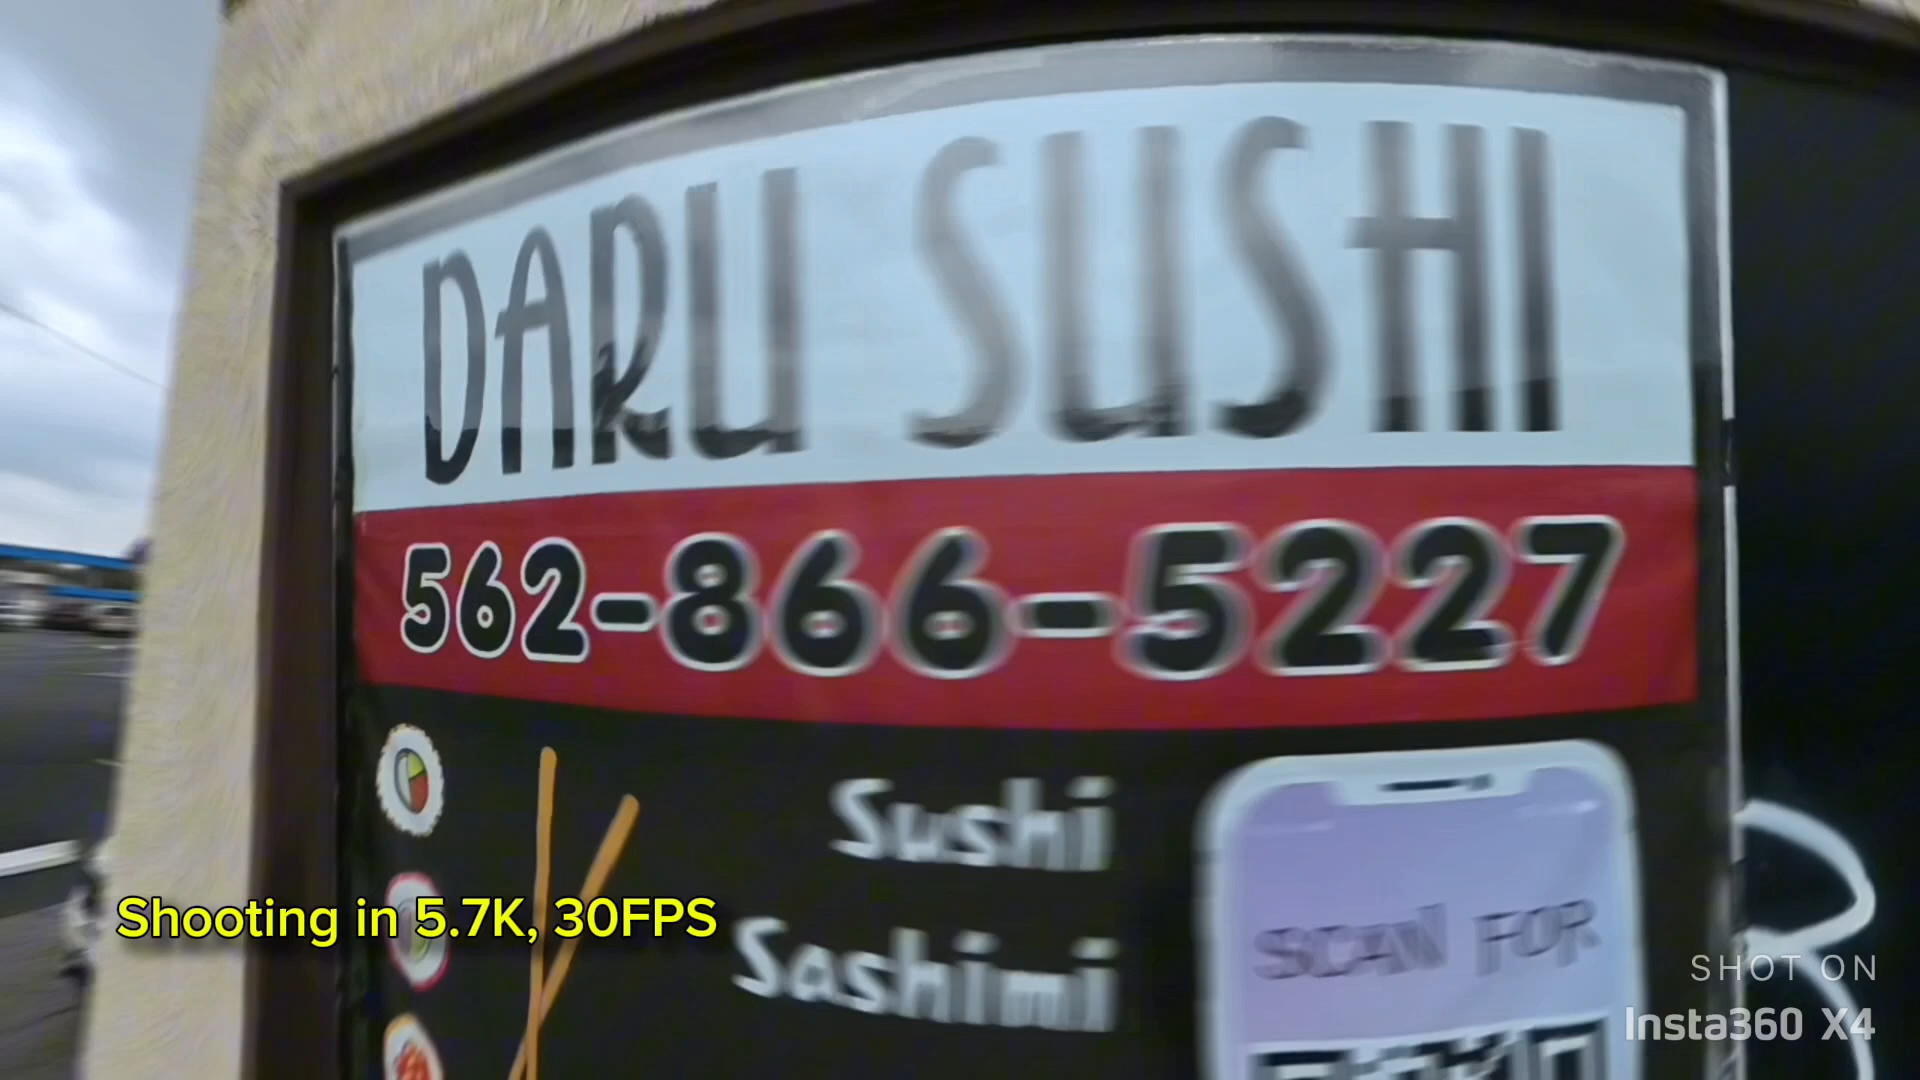 DARU SUSHI
562-866-5227
Sushi
Sashimi
SCAN FOR
Shooting in 5.7K, 30FPS
SHOT ON
Insta360 X4